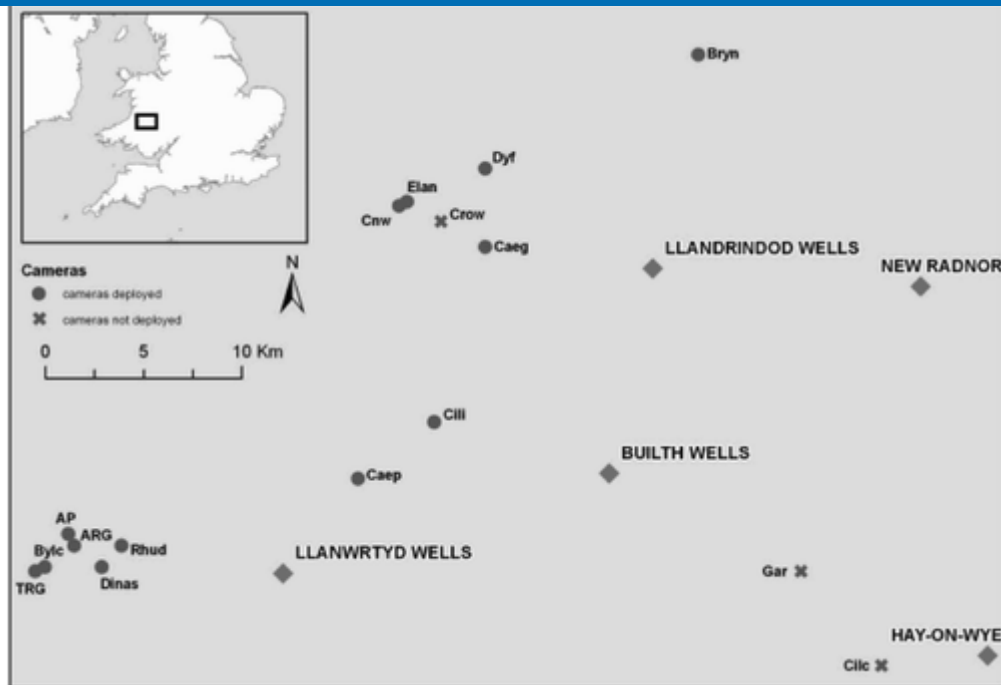 Bryn
Dyf
Elan
Cnw
Crow
Caeg
LLANDRINDOD WELLS
NEW RADNOR
N
Cameras
cameras deployed
cameras not deployed
0 5 10 Km
Cili
BUILTH WELLS
Caep
AP
ARG
Bylc
Rhud
LLANWRTYD WELLS
TRG
Dinas
Gar
HAY-ON-WYE
Cilc